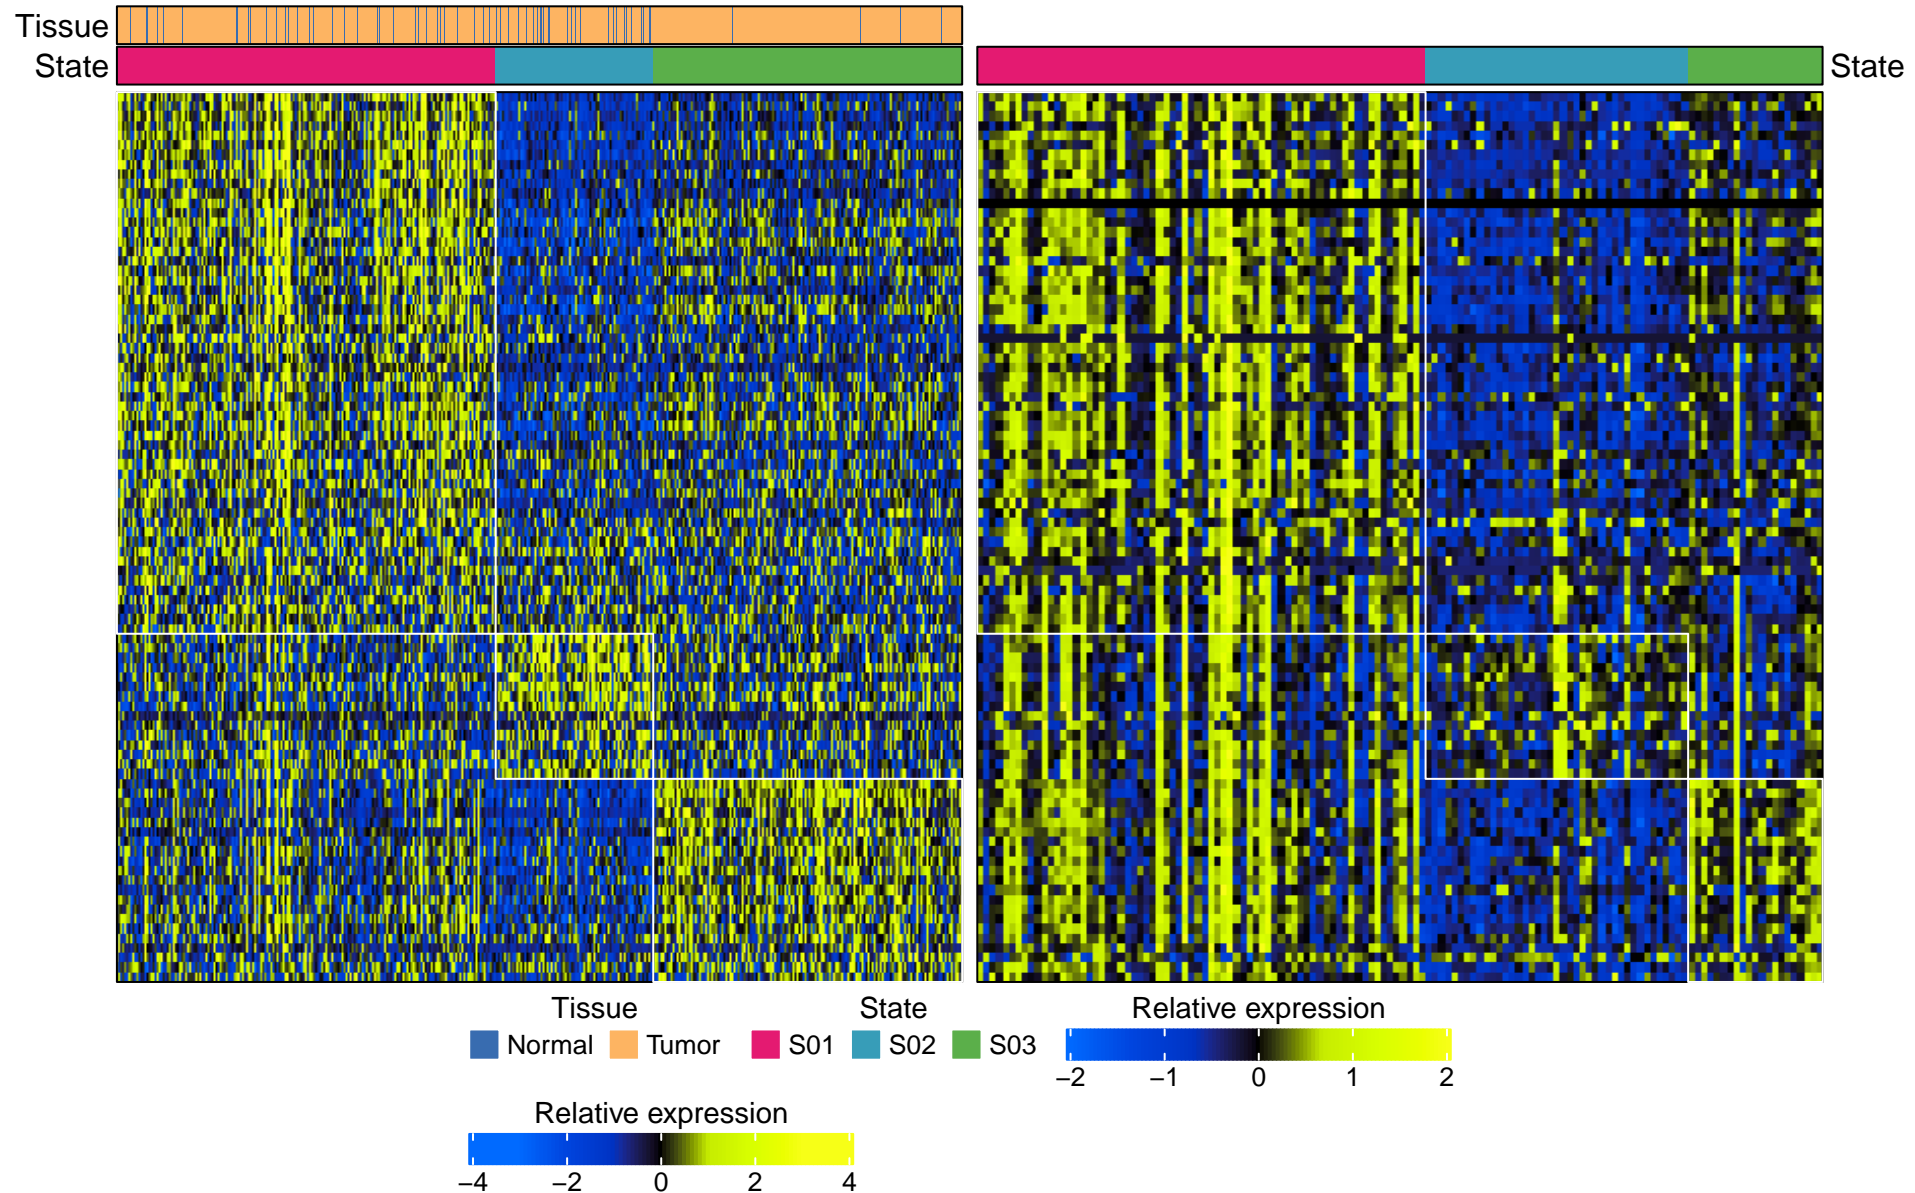 Tissue
State
State
Tissue State Relative expression
Normal Tumor S01 S02 S03
−2 −1 0 1 2
Relative expression
−4 −2 0 2 4